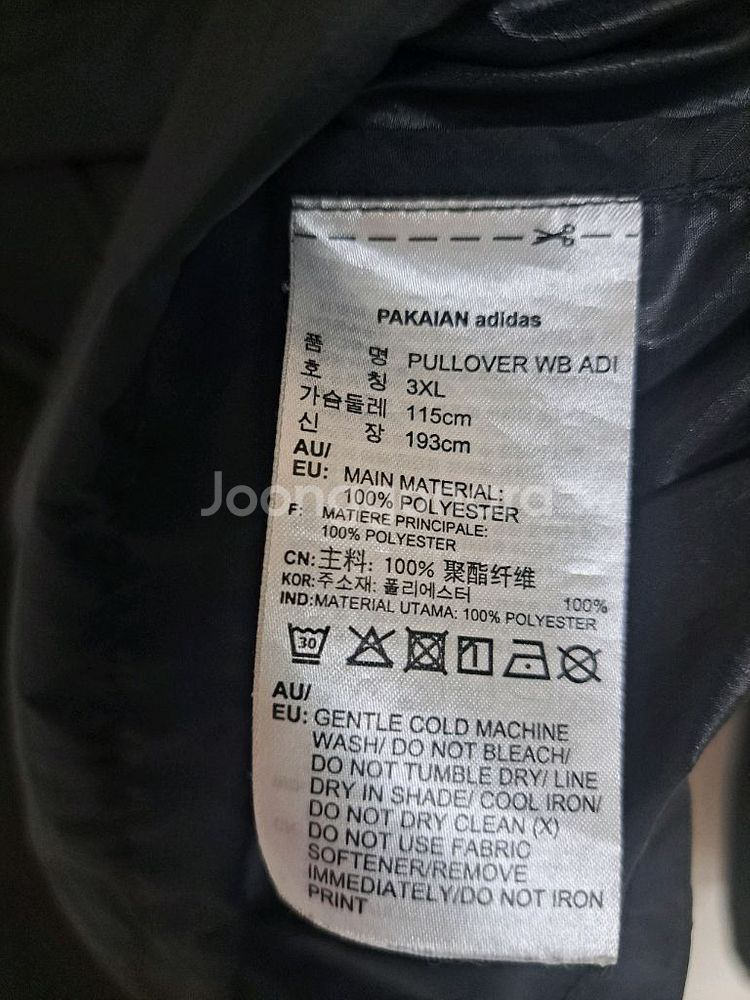 PAKAIAN adidas
품 명 PULLOVER WB ADI
호 칭 3XL
가슴둘레 115cm
신 장 193cm
AU/
EU: MAIN MATERIAL:
100% POLYESTER
F: MATIERE PRINCIPALE:
100% POLYESTER
CN:主料: 100% 聚酯纤维
KOR:주소재: 폴리에스터 100%
IND:MATERIAL UTAMA: 100% POLYESTER
30
AU/
EU: GENTLE COLD MACHINE
WASH/ DO NOT BLEACH/
DO NOT TUMBLE DRY/ LINE
DRY IN SHADE/ COOL IRON/
DO NOT DRY CLEAN (X)
DO NOT USE FABRIC
SOFTENER/REMOVE
IMMEDIATELY/DO NOT IRON
PRINT